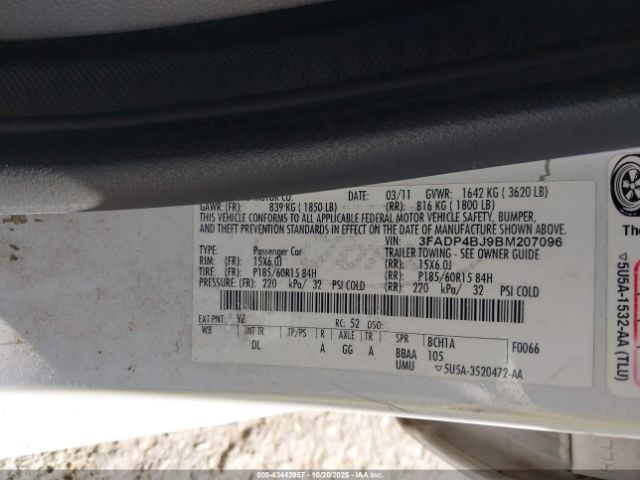 MOTOR CO.
DATE: 03/11 GVWR: 1642 KG ( 3620 LB)
GAWR: (FR): 839 KG ( 1850 LB) (RR): 816 KG ( 1800 LB)
THIS VEHICLE CONFORMS TO ALL APPLICABLE FEDERAL MOTOR VEHICLE SAFETY, BUMPER,
AND THEFT PREVENTION STANDARDS IN EFFECT ON THE DATE OF MANUFACTURE SHOWN ABOVE.
VIN: 3FADP4BJ9BM207096
TYPE: Passenger Car TRAILER TOWING - SEE OWNER GUIDE
RIM: (FR) 15X6.0J (RR): 15X6.0J
TIRE: (FR) P185/60R15 84H (RR): P185/60R15 84H
PRESSURE: (FR) 220 kPa/ 32 PSI COLD (RR) 220 kPa/ 32 PSI COLD
EXT PNT: YZ RC: 52 DSO:
WB INT TR TP/PS R AXLE TR SPR BCH1A F0066
DL A GG A BBAA 105
UMU ▽5U5A-3520472-AA
The
▽5U5A-1532-AA (TLU)
000-43443957 | 10/20/2025 - IAA, Inc.